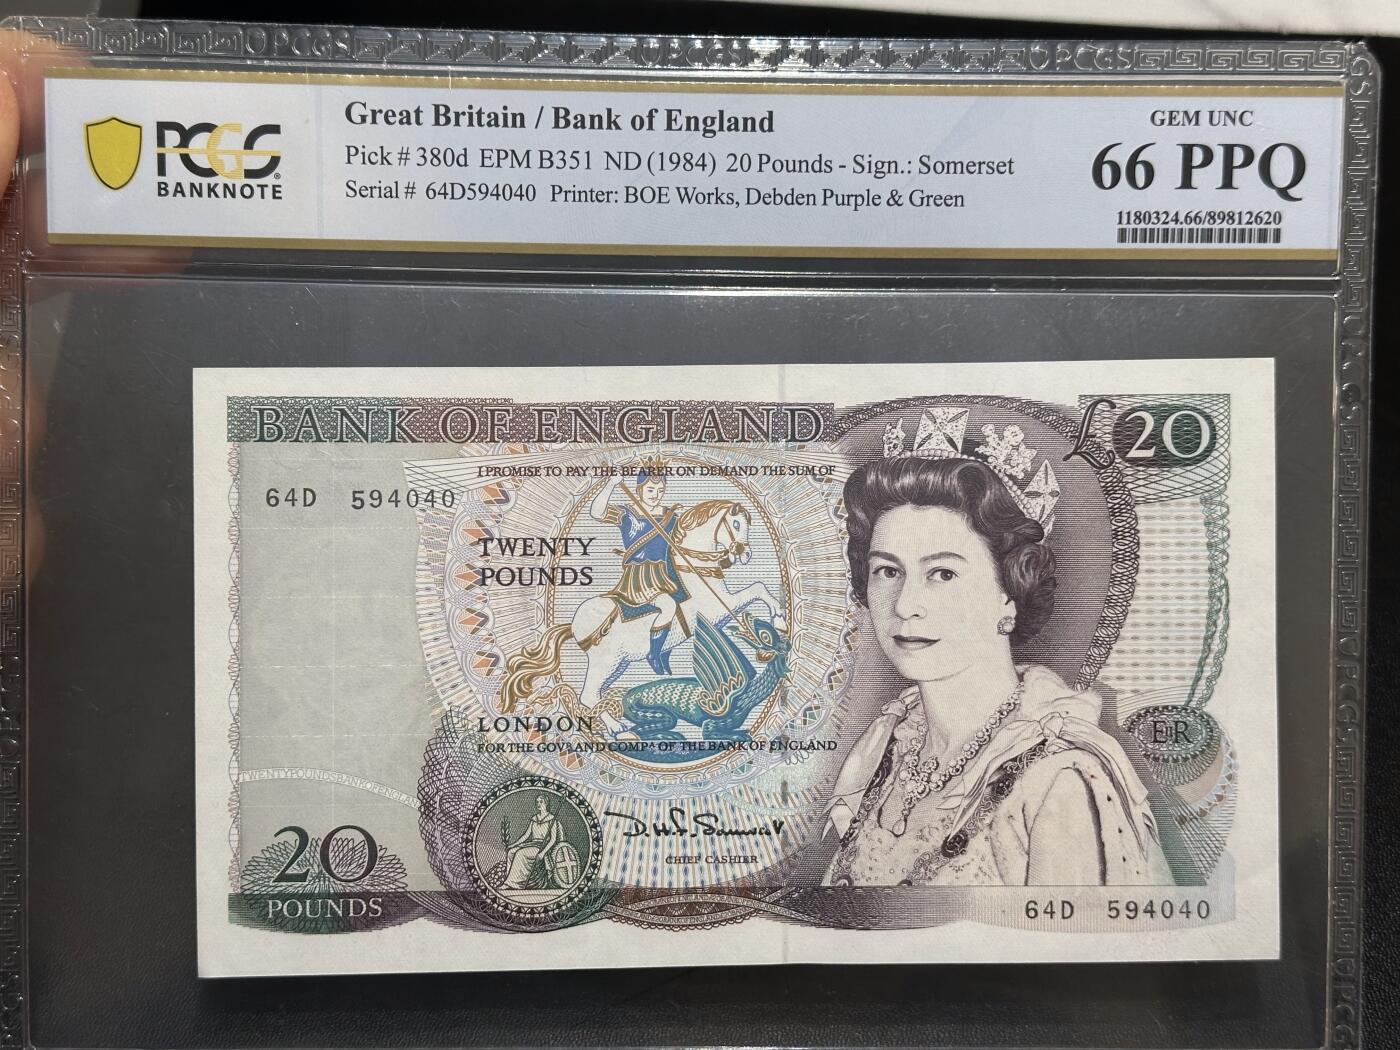 PCGS
BANKNOTE
Great Britain / Bank of England
Pick # 380d EPM B351 ND (1984) 20 Pounds - Sign.: Somerset
Serial # 64D594040 Printer: BOE Works, Debden Purple & Green
GEM UNC
66 PPQ
1180324.66/89812620
BANK OF ENGLAND
£20
I PROMISE TO PAY THE BEARER ON DEMAND THE SUM OF
64D 594040
TWENTY
POUNDS
LONDON
FOR THE GOVR AND COMPA OF THE BANK OF ENGLAND
EIIR
TWENTYPOUNDSBANKOFENGLAN
D.H.F. Somerset
CHIEF CASHIER
20
POUNDS
64D 594040